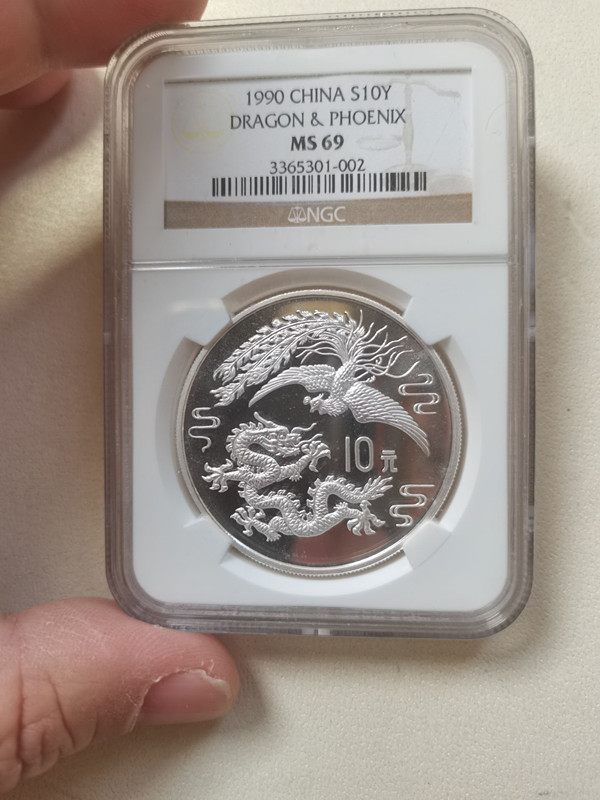 1990 CHINA S10Y
DRAGON & PHOENIX
MS 69
3365301-002
NGC
10元